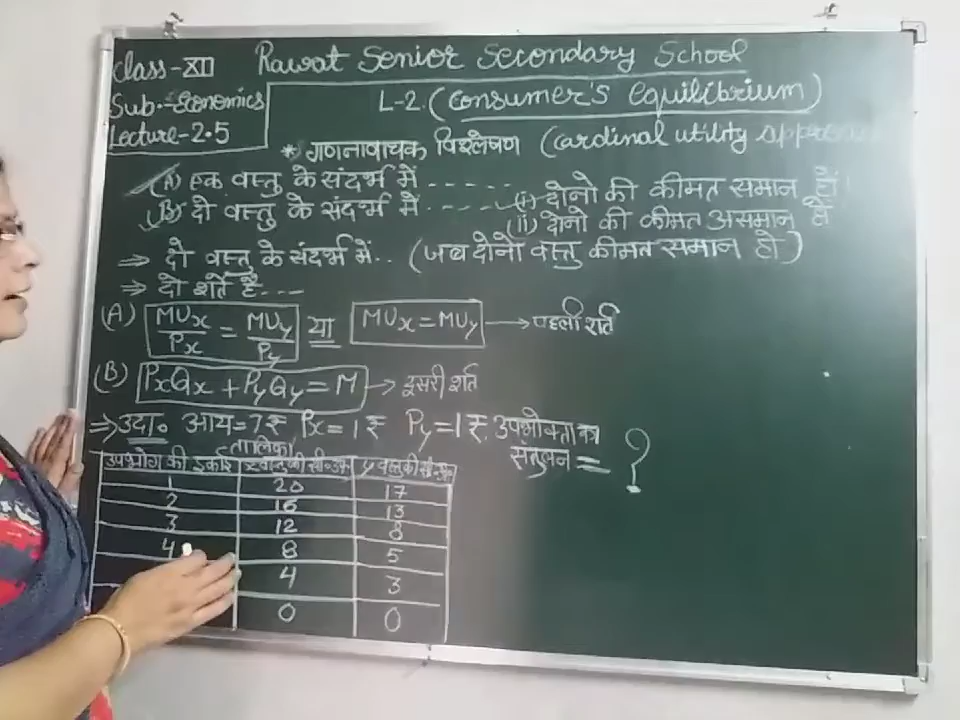 Class-XII Rawat Senior Secondary School
Sub.- Economics L-2. (Consumer's equilibrium)
Lecture-2.5
* गणनावाचक विश्लेषण (Cardinal utility
(A) एक वस्तु के संदर्भ में ------ (i) दोनो की कीमत समान हों
(B) दो वस्तु के संदर्भ में ----- (ii) दोनो की कीमत असमान हो
⇒ दो वस्तु के संदर्भ में.. (जब दोनो वस्तु कीमत समान हो)
⇒ दो शर्ते हैं....
(A) MUx/Px = MUy/Py या MUx = MUy → पहली शर्त
(B) PxQx + PyQy = M → दूसरी शर्त
⇒ उदा० आय=7₹ Px = 1₹ Py = 1₹. उपभोक्ता का
संतुलन = ?
तालिका
उपभोग की इकाई x वस्तु की सी०उ० y वस्तु की सी०उ०
1 20 17
2 16 13
3 12 8
4 8 5
4 3
0 0